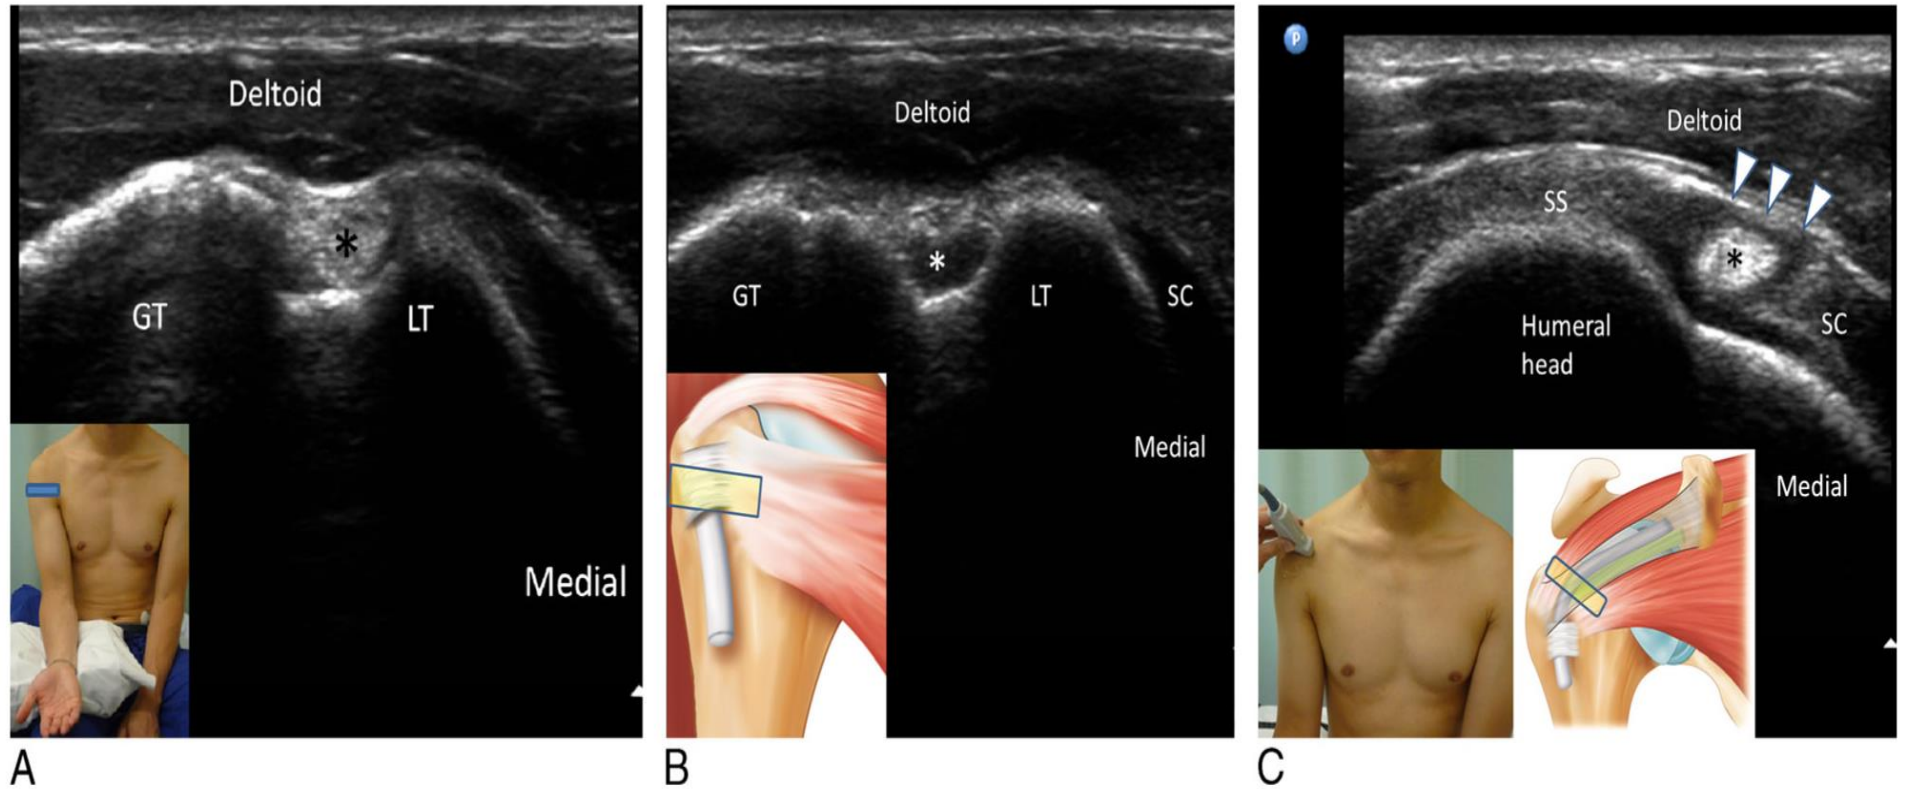 Deltoid
*
GT
LT
Medial
A
Deltoid
*
GT
LT
SC
Medial
B
P
Deltoid
SS
*
SC
Humeral
head
Medial
C